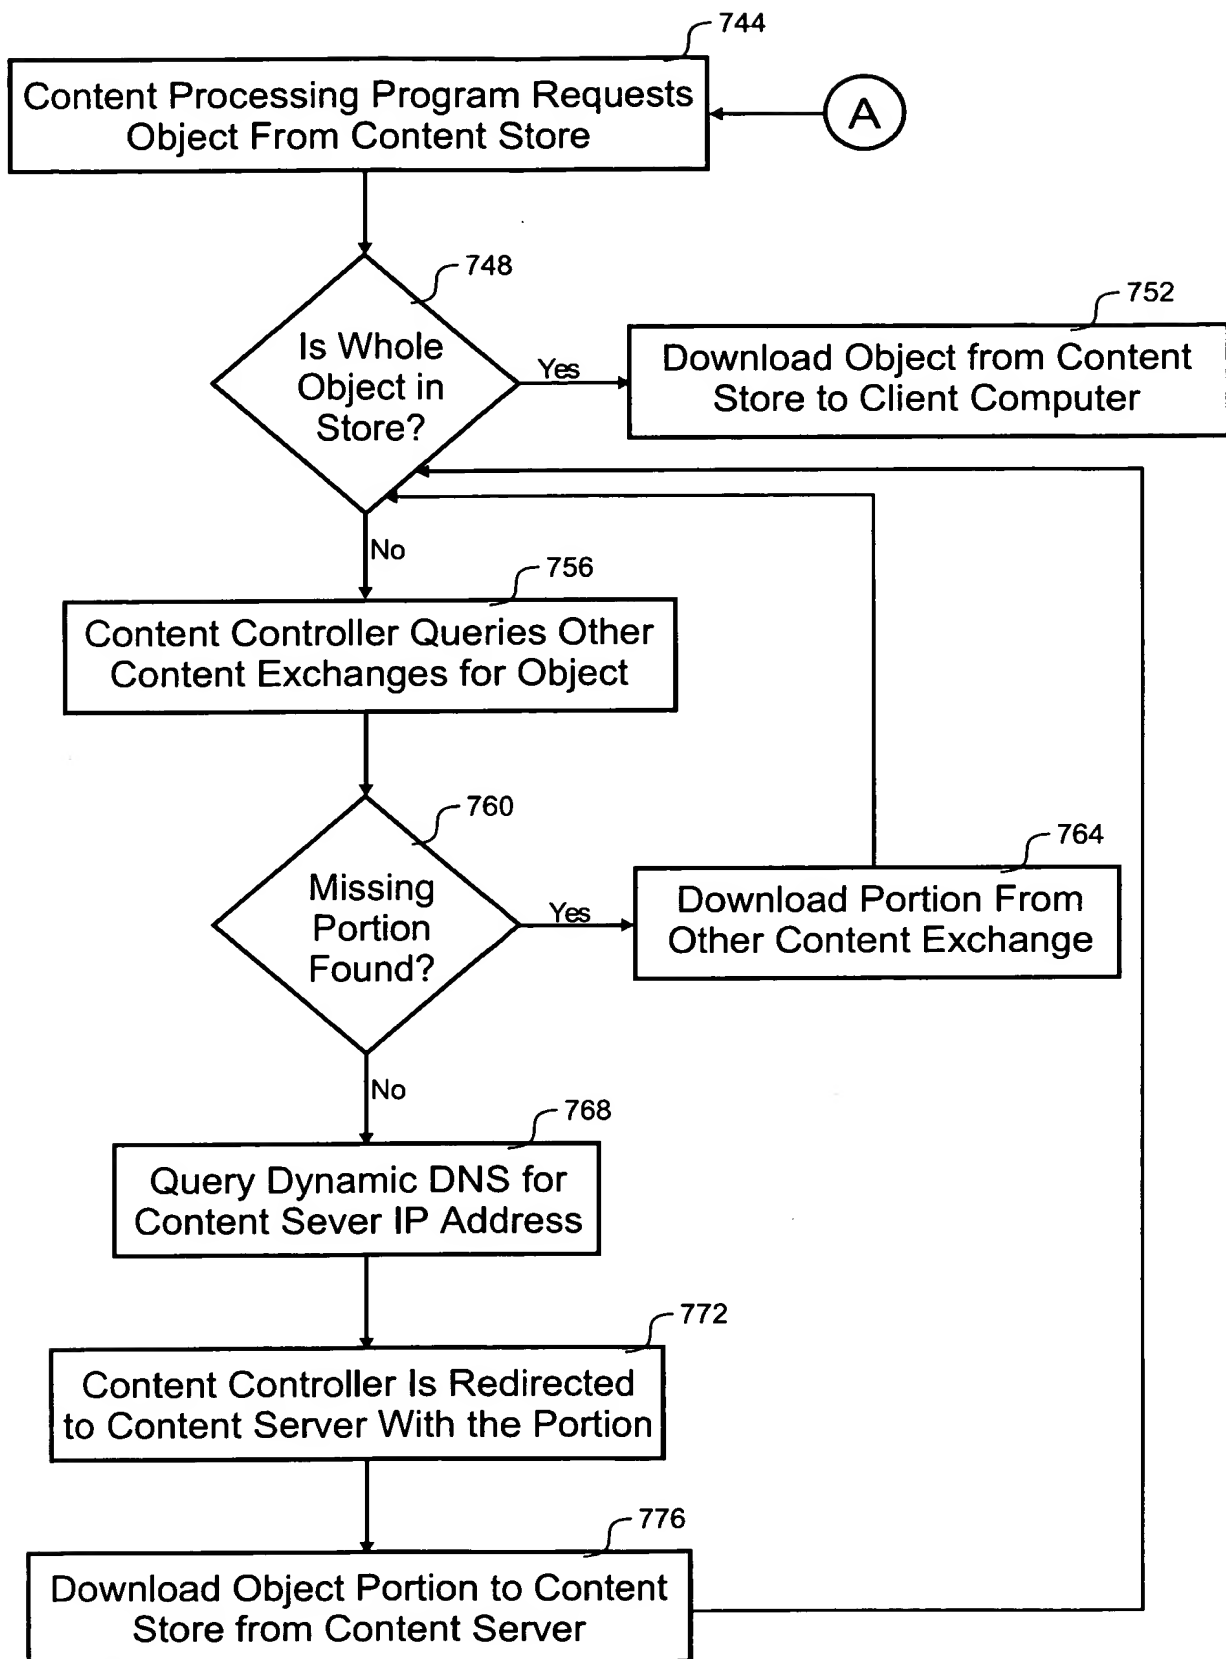 744
Content Processing Program Requests
Object From Content Store
A
748
Is Whole
Object in
Store?
Yes
752
Download Object from Content
Store to Client Computer
No
756
Content Controller Queries Other
Content Exchanges for Object
760
Missing
Portion
Found?
Yes
764
Download Portion From
Other Content Exchange
No
768
Query Dynamic DNS for
Content Sever IP Address
772
Content Controller Is Redirected
to Content Server With the Portion
776
Download Object Portion to Content
Store from Content Server